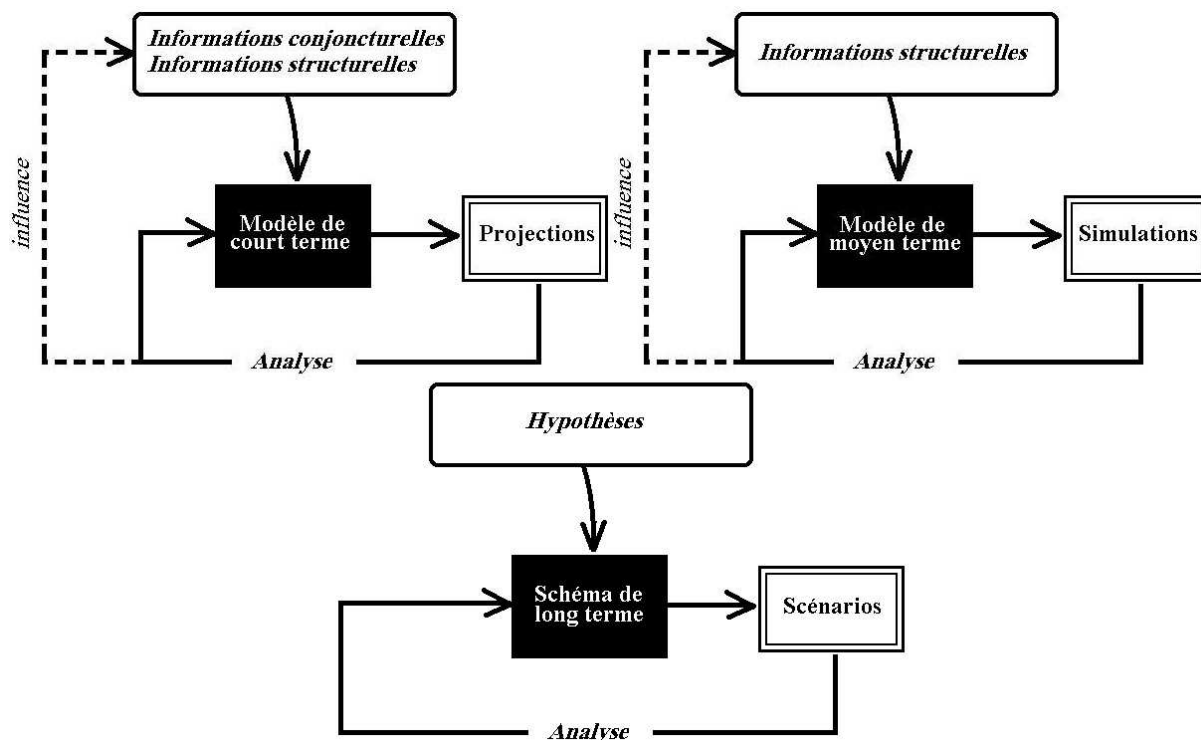 Informations conjoncturelles
Informations structurelles
influence
Modèle de
court terme
Projections
Analyse
Informations structurelles
influence
Modèle de
moyen terme
Simulations
Analyse
Hypothèses
Schéma de
long terme
Scénarios
Analyse